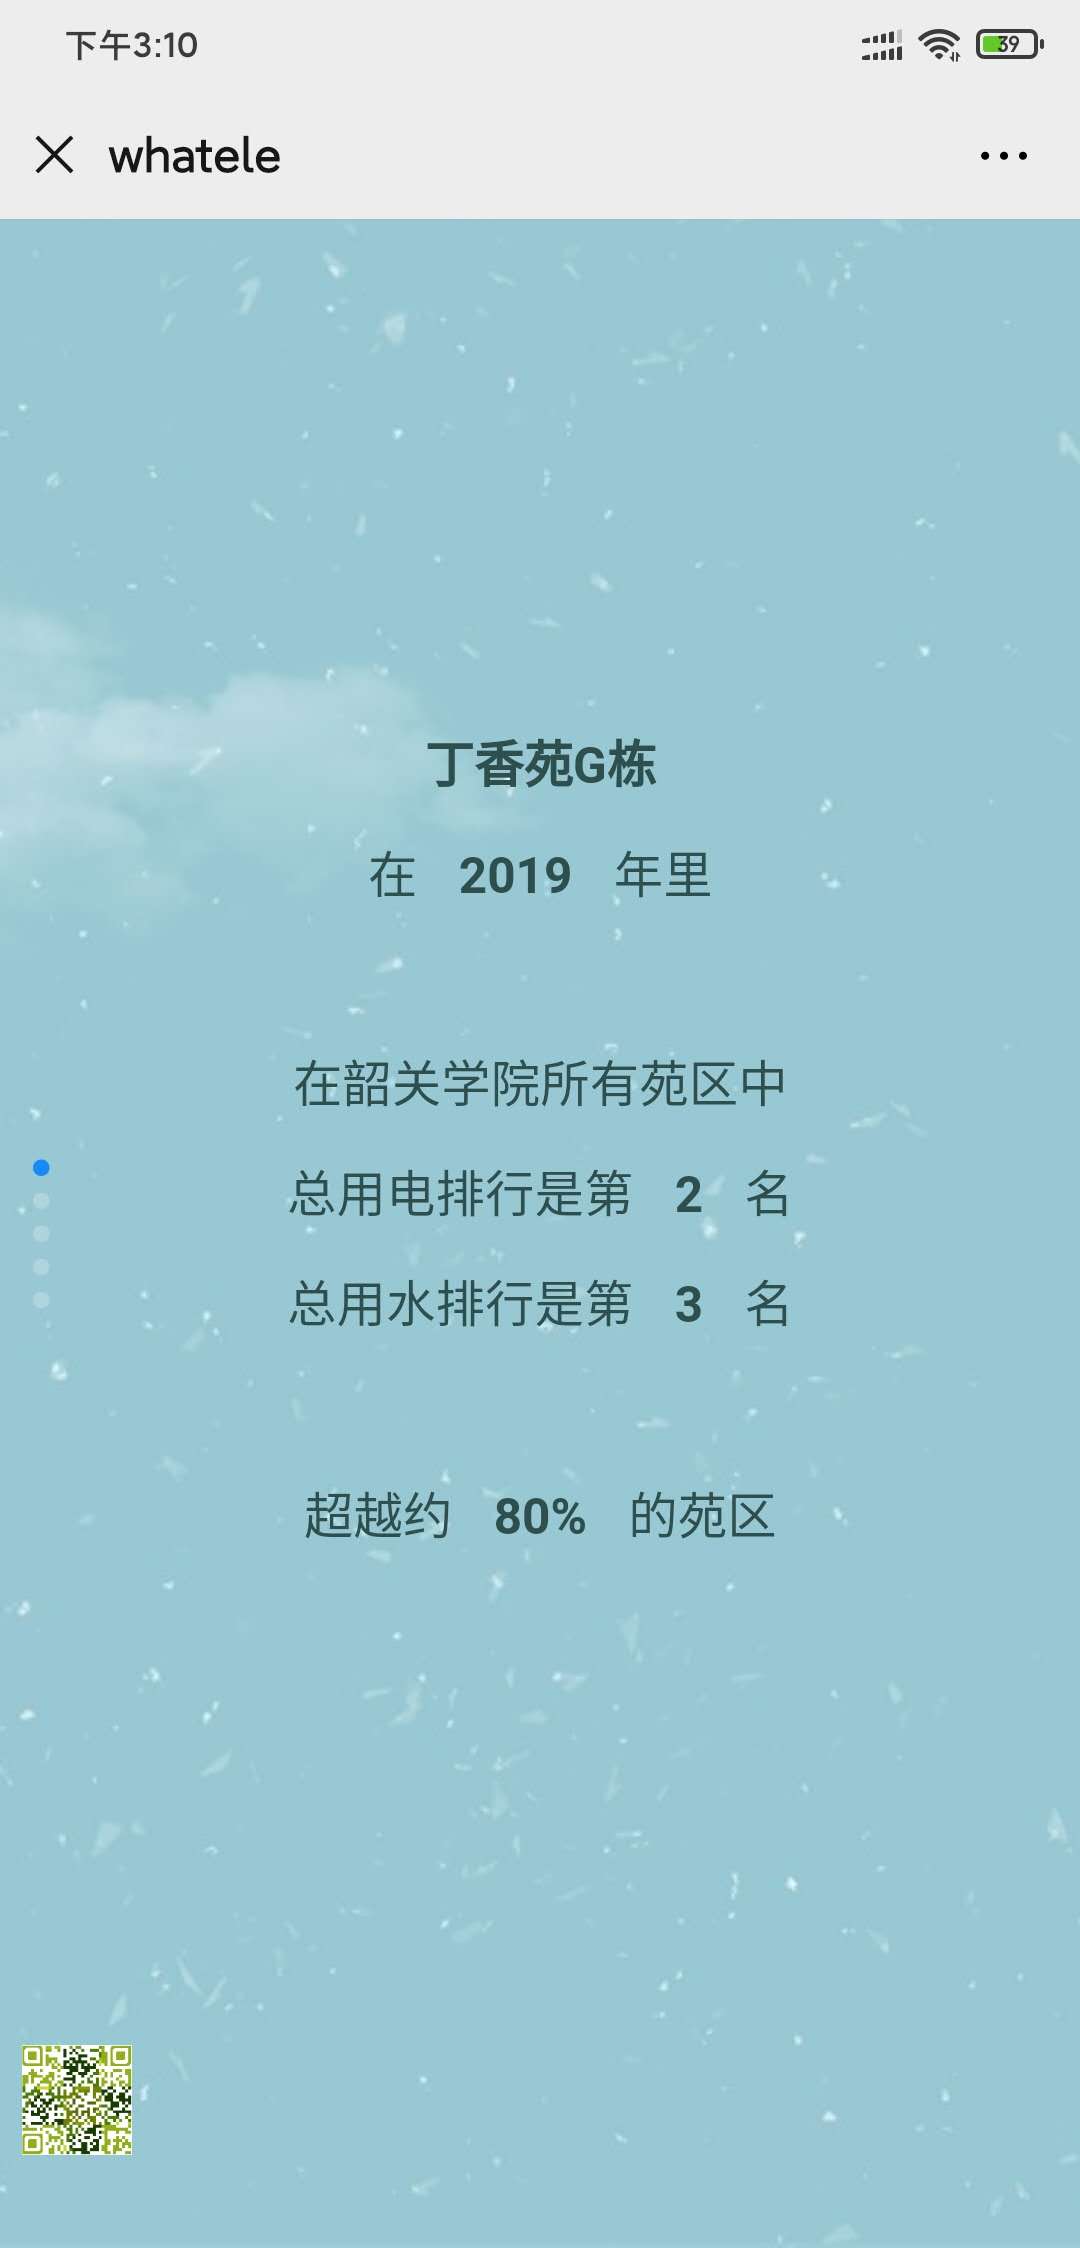 下午3:10
39
whatele
丁香苑G栋
在 2019 年里
在韶关学院所有苑区中
总用电排行是第 2 名
总用水排行是第 3 名
超越约 80% 的苑区